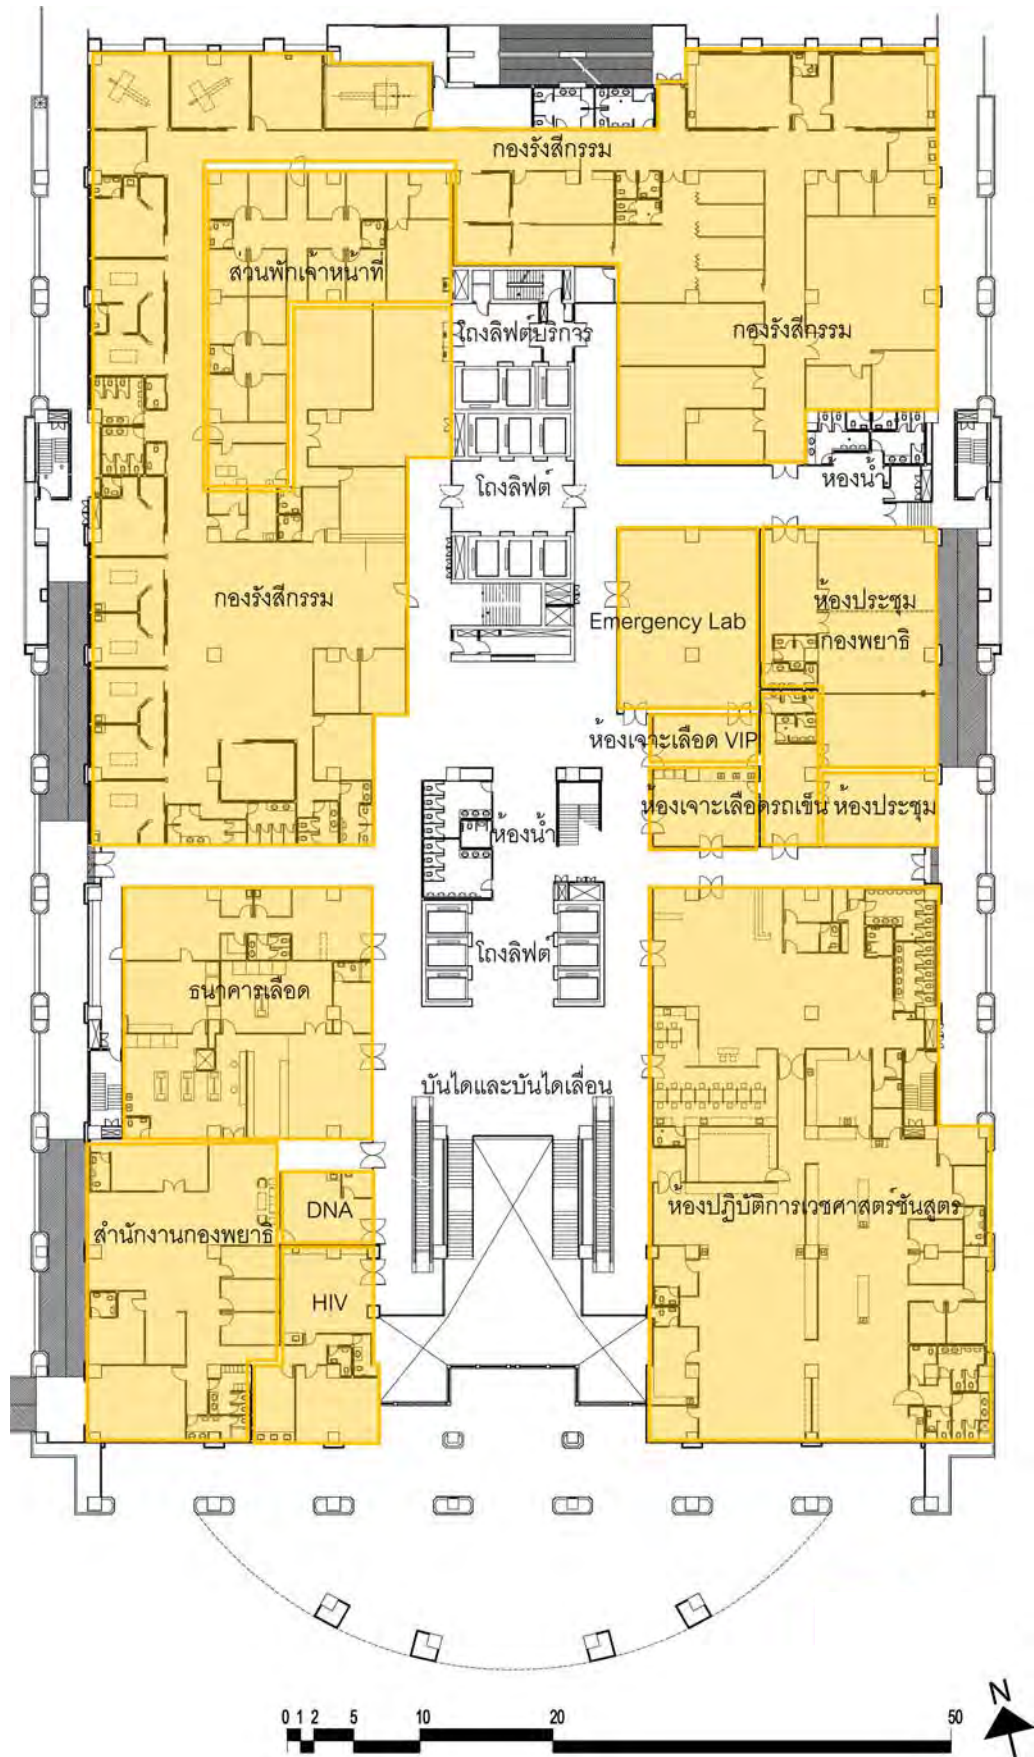 กองรังสีกรรม
ส่วนพักเจ้าหน้าที่
โถงลิฟต์บริการ
กองรังสีกรรม
โถงลิฟต์
ห้องน้ำ
กองรังสีกรรม
Emergency Lab
ห้องประชุม
กองพยาธิ
ห้องเจาะเลือด VIP
ห้องเจาะเลือดรถเข็น
ห้องประชุม
ห้องน้ำ
โถงลิฟต์
ธนาคารเลือด
บันไดและบันไดเลื่อน
DNA
สำนักงานกองพยาธิ
ห้องปฏิบัติการเวชศาสตร์ชันสูตร
HIV
N
0 1 2 5 10 20 50